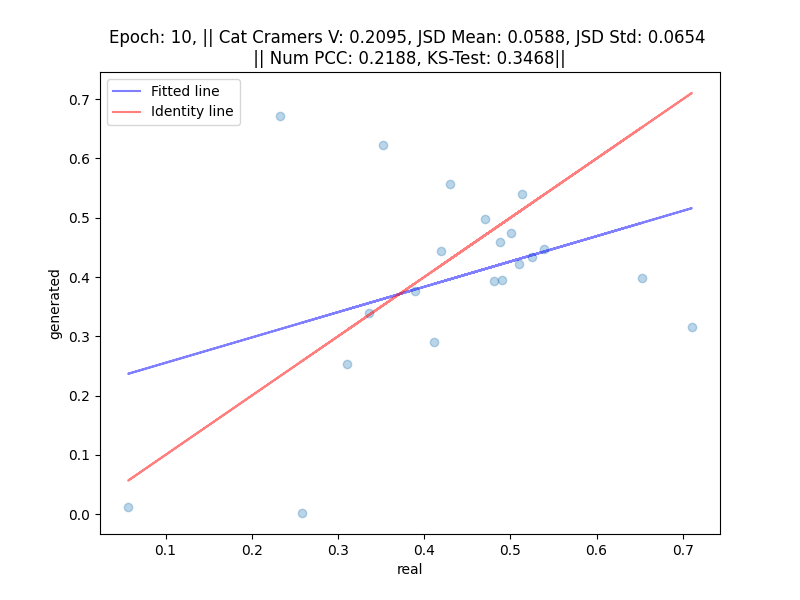 Epoch: 10, || Cat Cramers V: 0.2095, JSD Mean: 0.0588, JSD Std: 0.0654
|| Num PCC: 0.2188, KS-Test: 0.3468||
Fitted line
Identity line
0.7
0.6
0.5
0.4
0.3
0.2
0.1
0.0
generated
0.1 0.2 0.3 0.4 0.5 0.6 0.7
real